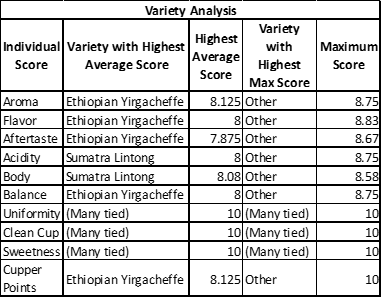 Variety Analysis
Individual Score Variety with Highest Average Score Highest Average Score Variety with Highest Max Score Maximum Score
Aroma Ethiopian Yirgacheffe 8.125 Other 8.75
Flavor Ethiopian Yirgacheffe 8 Other 8.83
Aftertaste Ethiopian Yirgacheffe 7.875 Other 8.67
Acidity Sumatra Lintong 8 Other 8.75
Body Sumatra Lintong 8.08 Other 8.58
Balance Ethiopian Yirgacheffe 8 Other 8.75
Uniformity (Many tied) 10 (Many tied) 10
Clean Cup (Many tied) 10 (Many tied) 10
Sweetness (Many tied) 10 (Many tied) 10
Cupper Points Ethiopian Yirgacheffe 8.125 Other 10